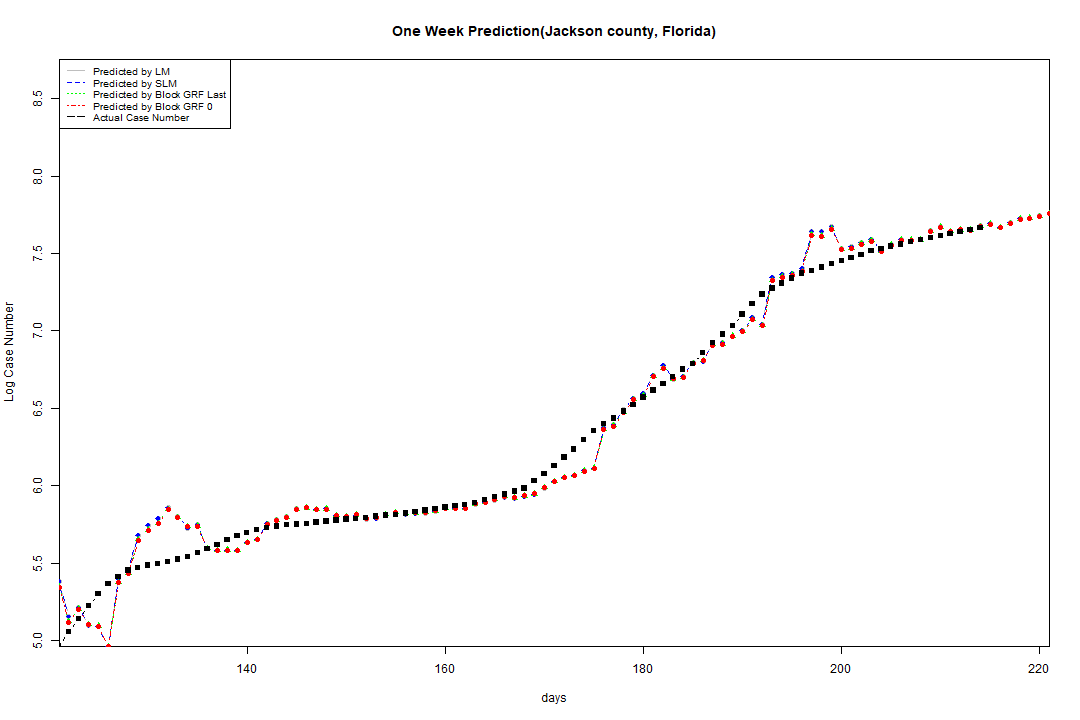 One Week Prediction(Jackson county, Florida)
Predicted by LM
Predicted by SLM
Predicted by Block GRF Last
Predicted by Block GRF 0
Actual Case Number
8.5
8.0
7.5
7.0
6.5
6.0
5.5
5.0
Log Case Number
140
160
180
200
220
days